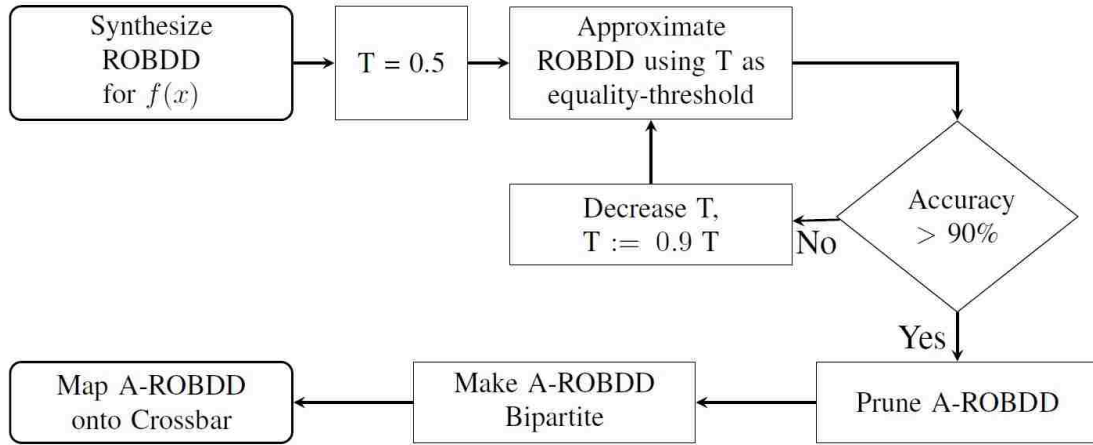 Synthesize
ROBDD
for f(x)
T = 0.5
Approximate
ROBDD using T as
equality-threshold
Accuracy
> 90%
No
Decrease T,
T := 0.9 T
Yes
Prune A-ROBDD
Make A-ROBDD
Bipartite
Map A-ROBDD
onto Crossbar